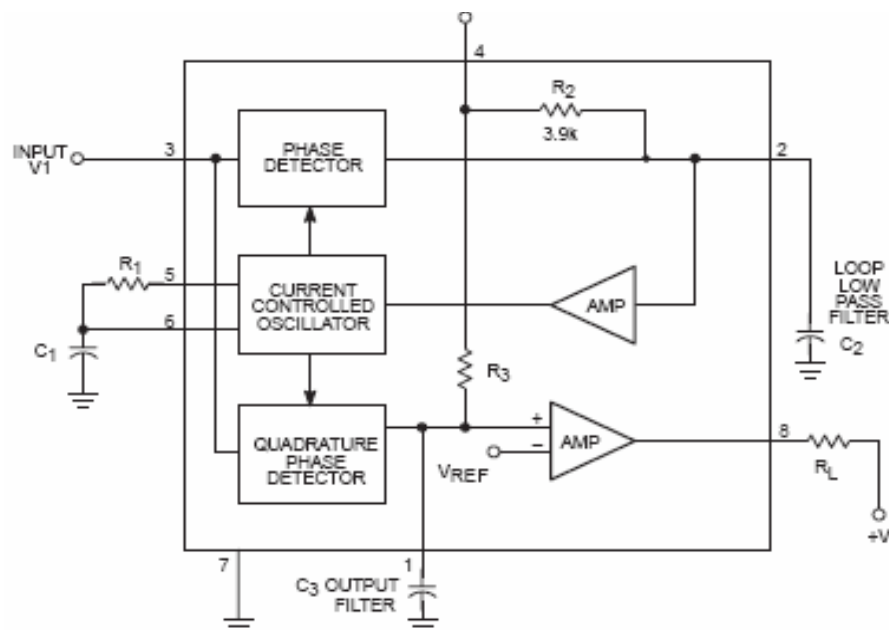 4
R2
3.9k
INPUT
V1
3
PHASE
DETECTOR
2
R1
5
CURRENT
CONTROLLED
OSCILLATOR
6
C1
AMP
LOOP
LOW
PASS
FILTER
C2
R3
QUADRATURE
PHASE
DETECTOR
+
−
AMP
VREF
8
RL
÷V
7
1
C3 OUTPUT
FILTER